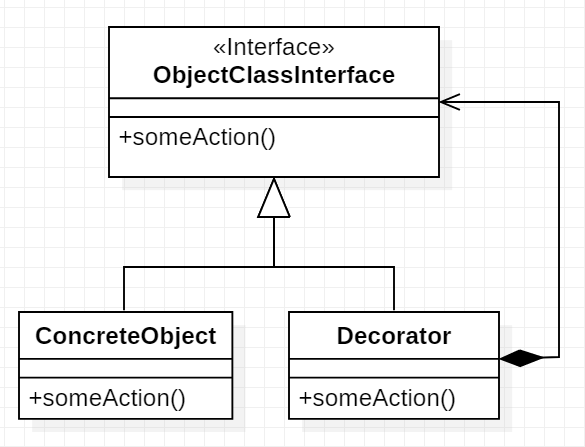 «Interface»
ObjectClassInterface
+someAction()
ConcreteObject
+someAction()
Decorator
+someAction()